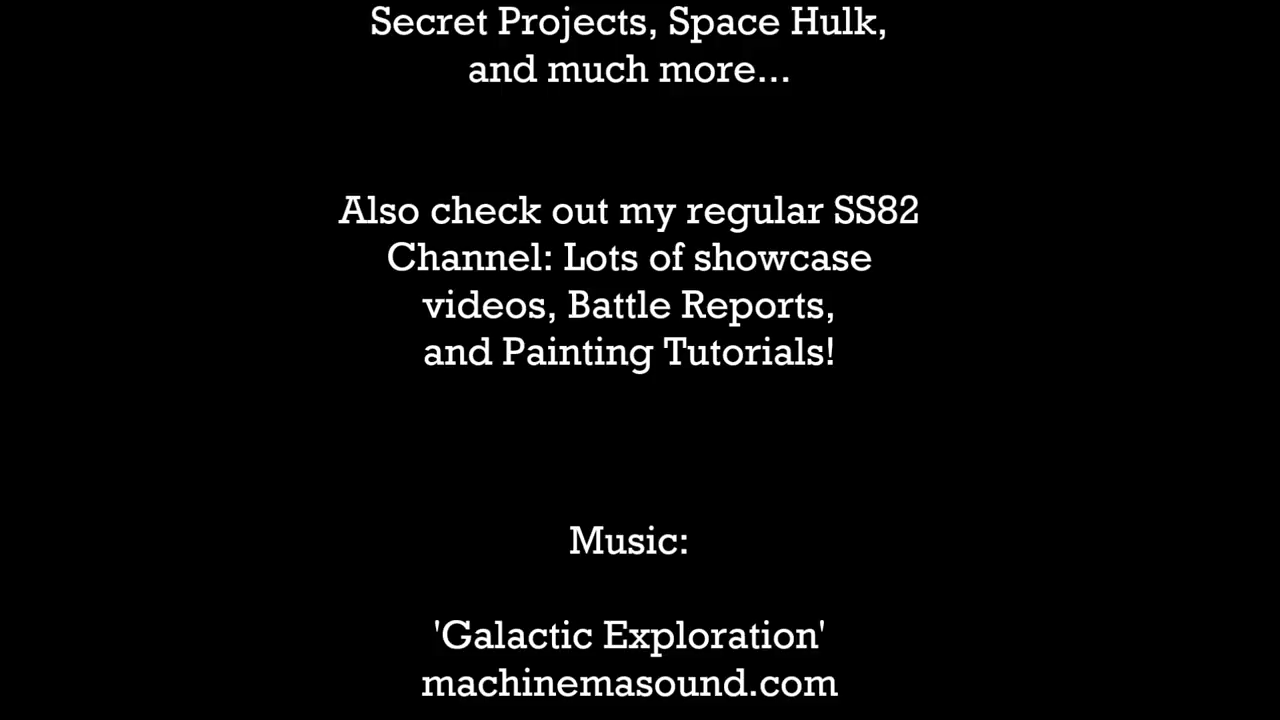 Secret Projects, Space Hulk,
and much more...
Also check out my regular SS82
Channel: Lots of showcase
videos, Battle Reports,
and Painting Tutorials!
Music:
'Galactic Exploration'
machinemasound.com